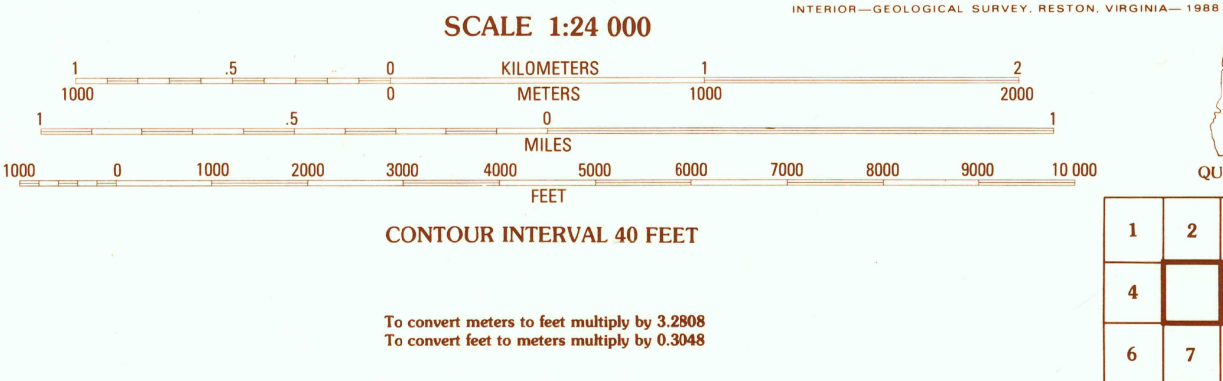 INTERIOR—GEOLOGICAL SURVEY, RESTON, VIRGINIA—1988
SCALE 1:24 000
1 .5 0 KILOMETERS 1 2
1000 0 METERS 1000 2000
1 .5 0 1
MILES
1000 0 1000 2000 3000 4000 5000 6000 7000 8000 9000 10 000
FEET
QU
CONTOUR INTERVAL 40 FEET
1 2
4
6 7
To convert meters to feet multiply by 3.2808
To convert feet to meters multiply by 0.3048